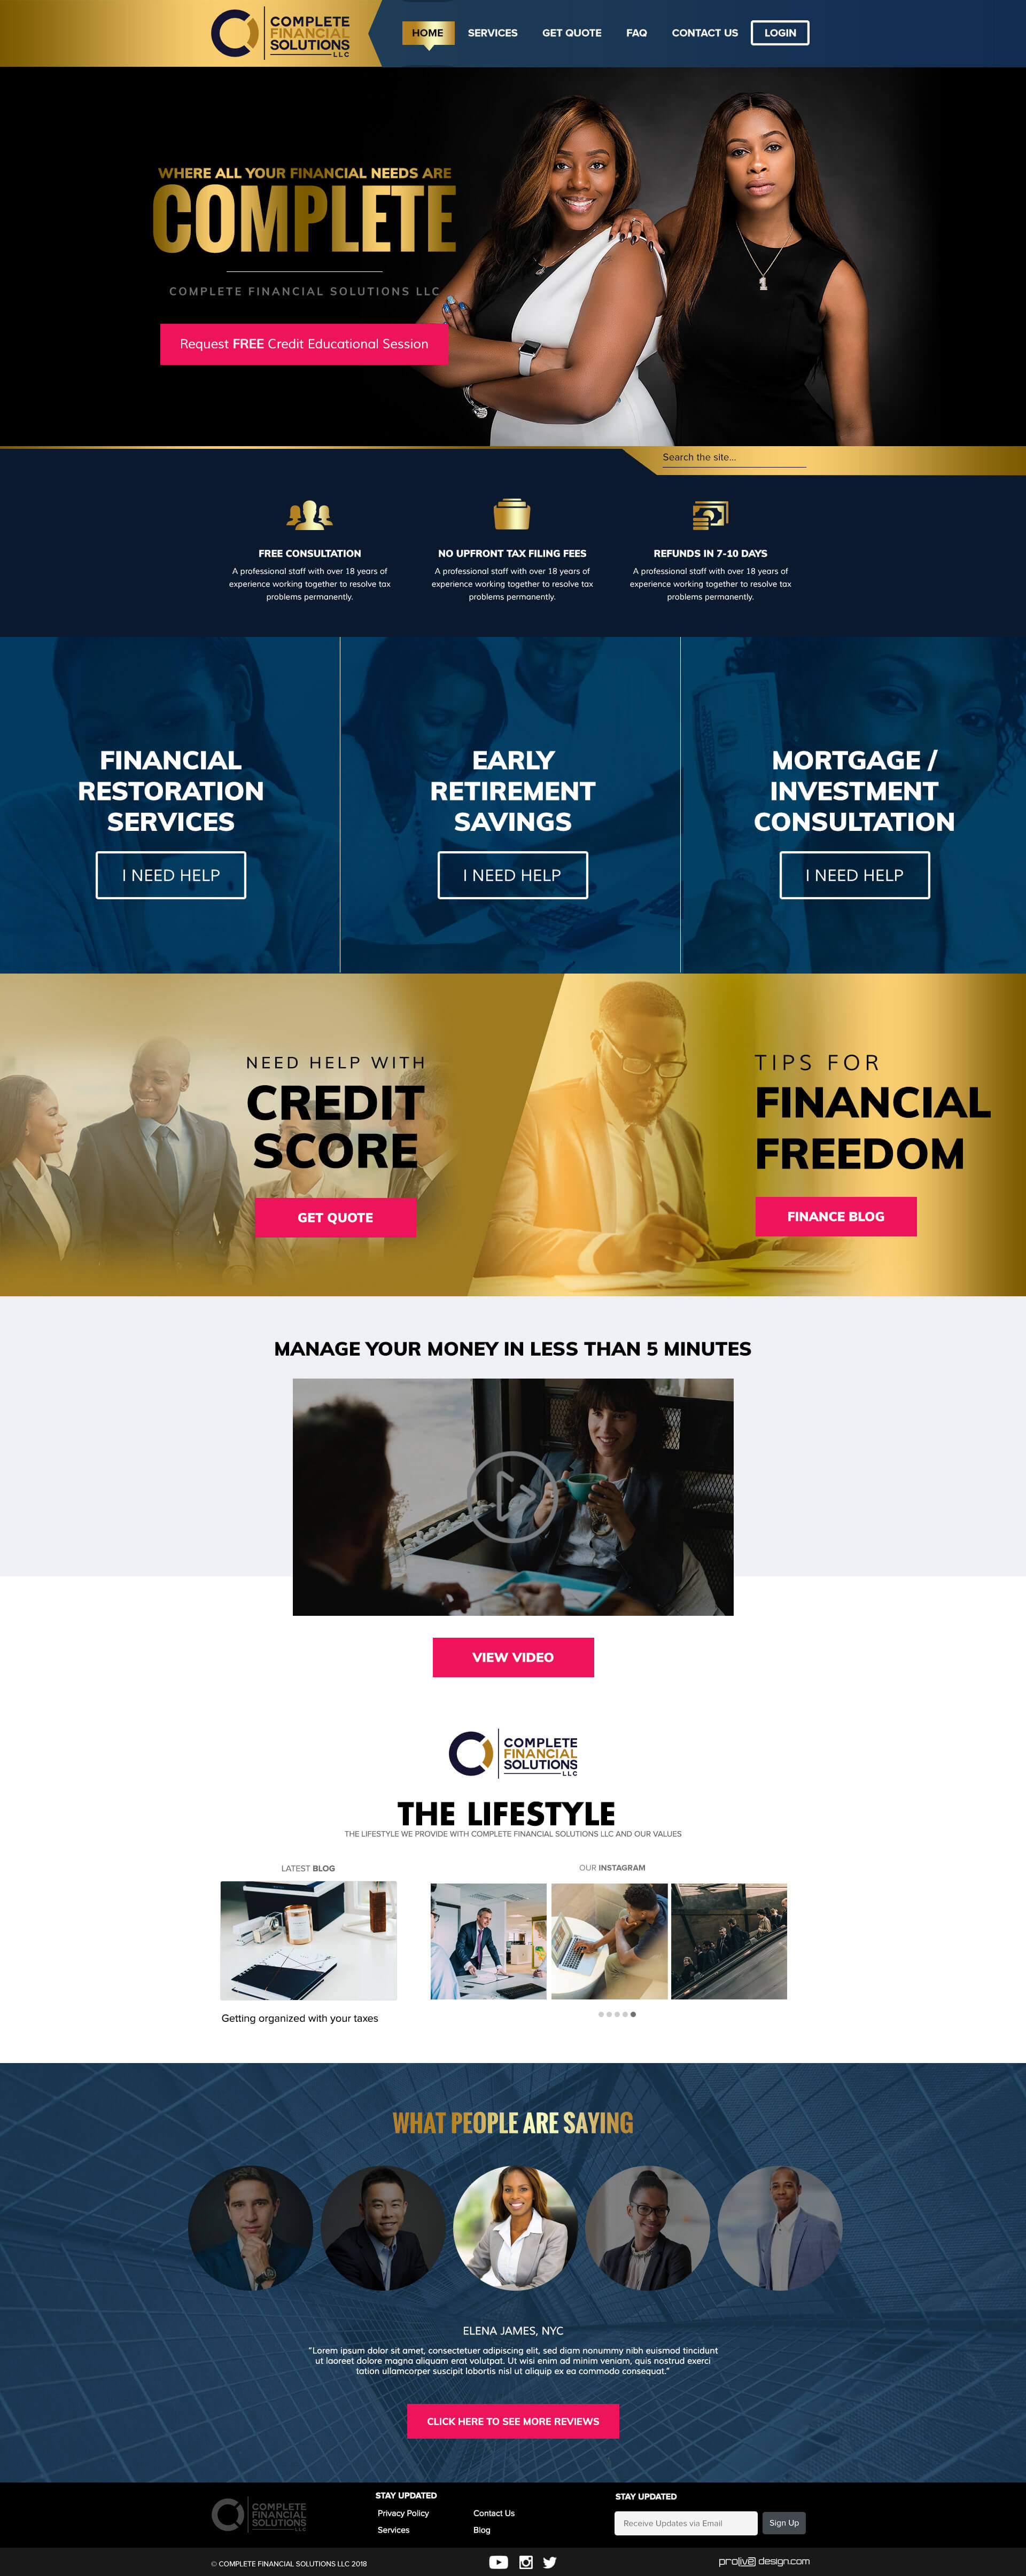 COMPLETE
FINANCIAL
SOLUTIONS
LLC
HOME
SERVICES
GET QUOTE
FAQ
CONTACT US
LOGIN
WHERE ALL YOUR FINANCIAL NEEDS ARE
COMPLETE
COMPLETE FINANCIAL SOLUTIONS LLC
Request FREE Credit Educational Session
1
Search the site...
FREE CONSULTATION
A professional staff with over 18 years of
experience working together to resolve tax
problems permanently.
NO UPFRONT TAX FILING FEES
A professional staff with over 18 years of
experience working together to resolve tax
problems permanently.
REFUNDS IN 7-10 DAYS
A professional staff with over 18 years of
experience working together to resolve tax
problems permanently.
FINANCIAL
RESTORATION
SERVICES
I NEED HELP
EARLY
RETIREMENT
SAVINGS
I NEED HELP
MORTGAGE /
INVESTMENT
CONSULTATION
I NEED HELP
NEED HELP WITH
CREDIT
SCORE
GET QUOTE
TIPS FOR
FINANCIAL
FREEDOM
FINANCE BLOG
MANAGE YOUR MONEY IN LESS THAN 5 MINUTES
VIEW VIDEO
COMPLETE
FINANCIAL
SOLUTIONS
LLC
THE LIFESTYLE
THE LIFESTYLE WE PROVIDE WITH COMPLETE FINANCIAL SOLUTIONS LLC AND OUR VALUES
LATEST BLOG
Getting organized with your taxes
OUR INSTAGRAM
WHAT PEOPLE ARE SAYING
ELENA JAMES, NYC
"Lorem ipsum dolor sit amet, consectetuer adipiscing elit, sed diam nonummy nibh euismod tincidunt
ut laoreet dolore magna aliquam erat volutpat. Ut wisi enim ad minim veniam, quis nostrud exerci
tation ullamcorper suscipit lobortis nisl ut aliquip ex ea commodo consequat."
CLICK HERE TO SEE MORE REVIEWS
COMPLETE
FINANCIAL
SOLUTIONS
LLC
STAY UPDATED
Privacy Policy
Contact Us
Services
Blog
STAY UPDATED
Receive Updates via Email
Sign Up
© COMPLETE FINANCIAL SOLUTIONS LLC 2018
prolive design.com